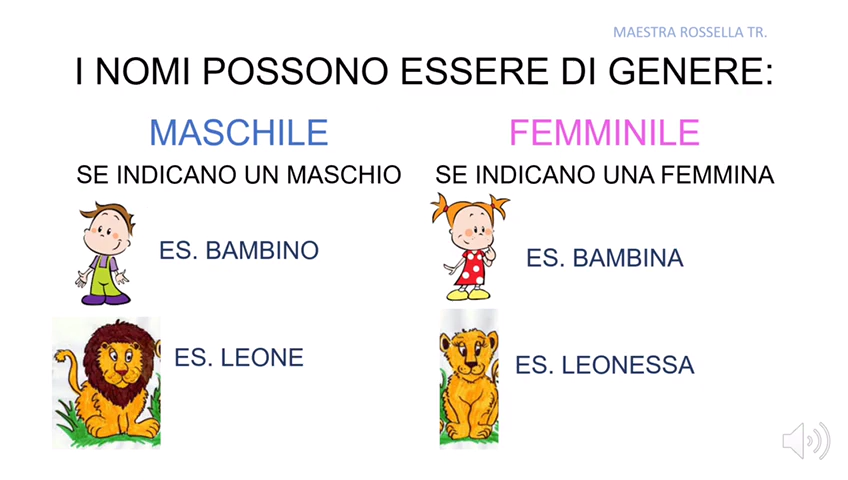 MAESTRA ROSSELLA TR.
I NOMI POSSONO ESSERE DI GENERE:
MASCHILE
SE INDICANO UN MASCHIO
ES. BAMBINO
ES. LEONE
FEMMINILE
SE INDICANO UNA FEMMINA
ES. BAMBINA
ES. LEONESSA